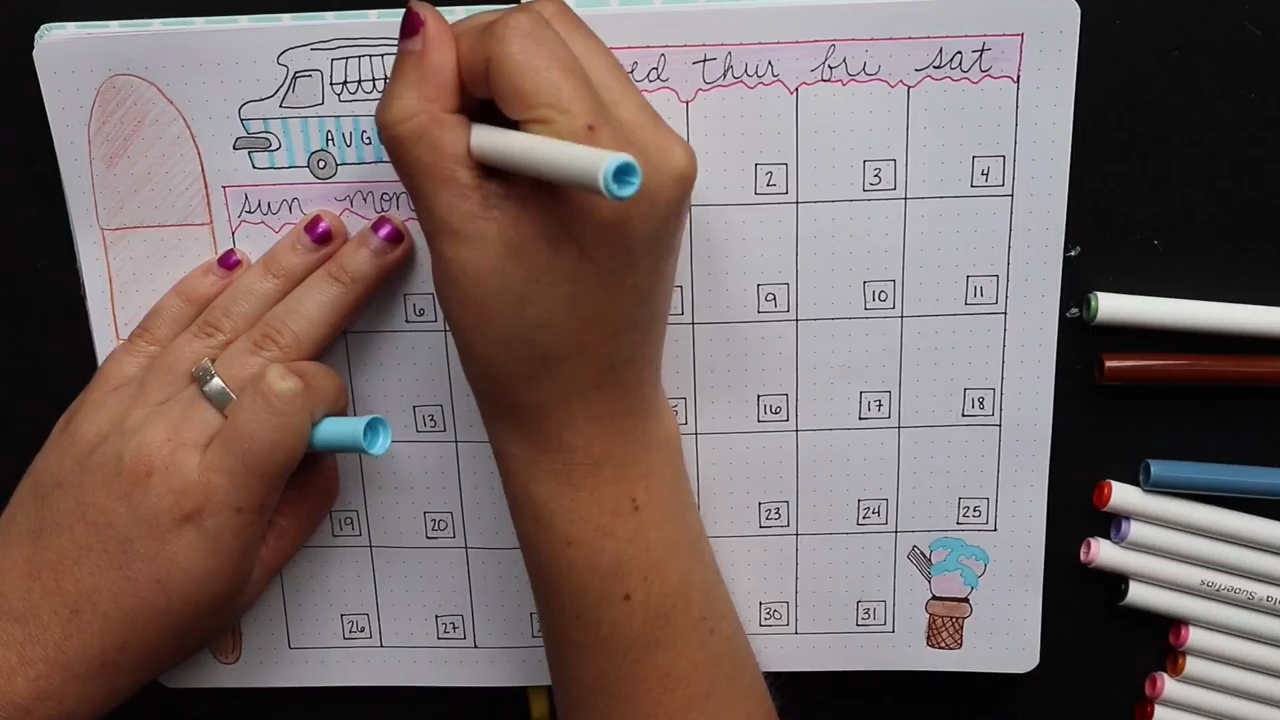 AUG
sun mon
thur fri sat
2 3 4
6 9 10 11
13 16 17 18
19 20 23 24 25
26 27 30 31
SuperTips